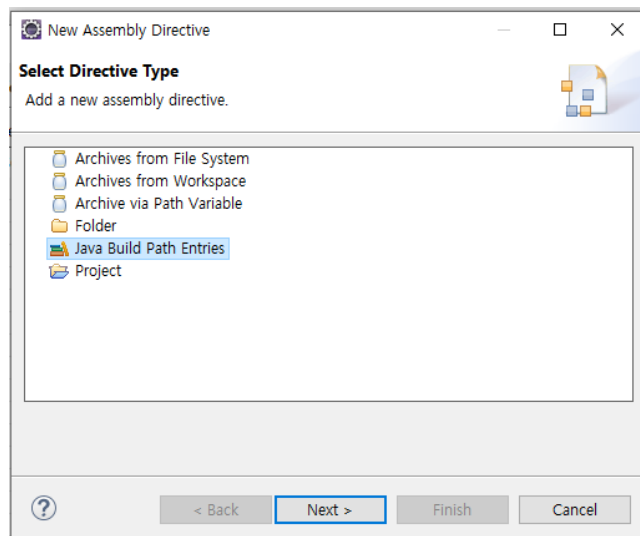 New Assembly Directive
Select Directive Type
Add a new assembly directive.
Archives from File System
Archives from Workspace
Archive via Path Variable
Folder
Java Build Path Entries
Project
?
< Back
Next >
Finish
Cancel